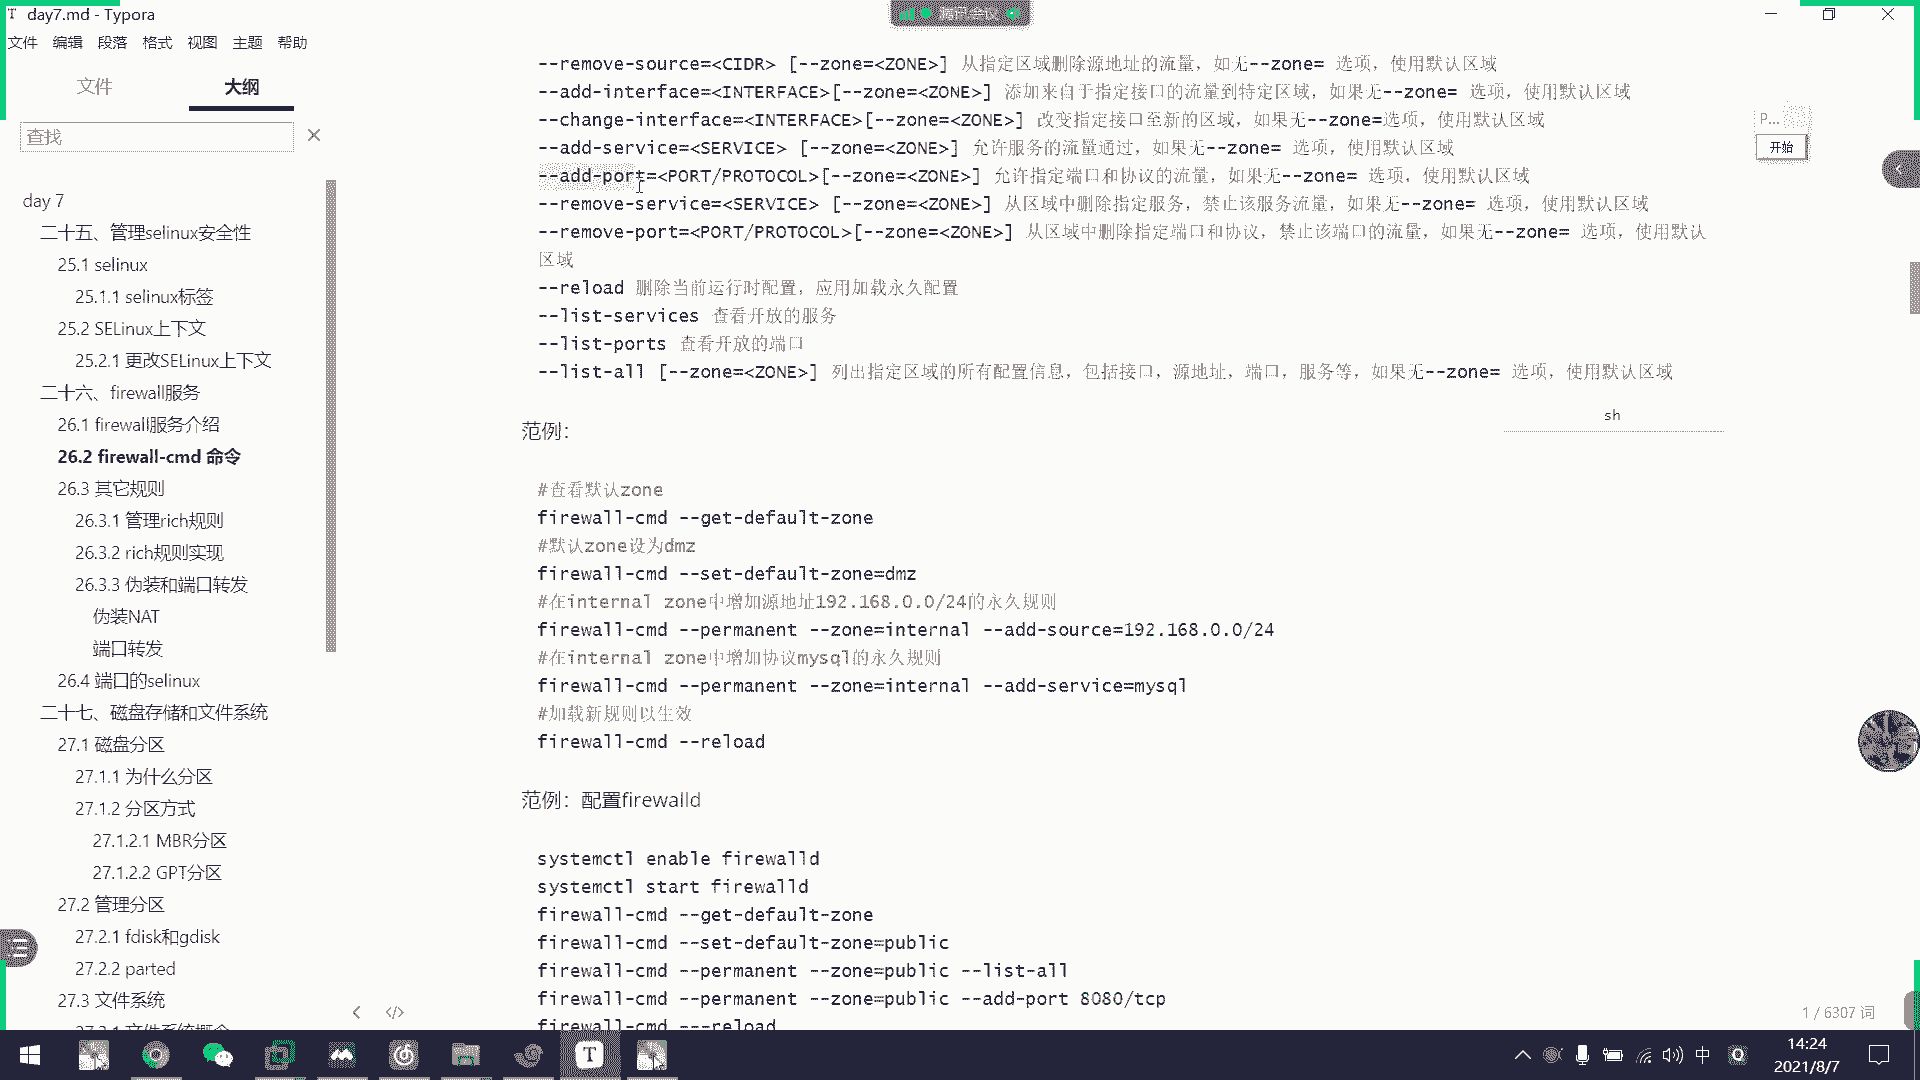 day7.md - Typora
腾讯会议
文件 编辑 段落 格式 视图 主题 帮助
文件 大纲
查找
day 7
二十五、管理selinux安全性
25.1 selinux
25.1.1 selinux标签
25.2 SELinux上下文
25.2.1 更改SELinux上下文
二十六、firewall服务
26.1 firewall服务介绍
26.2 firewall-cmd 命令
26.3 其它规则
26.3.1 管理rich规则
26.3.2 rich规则实现
26.3.3 伪装和端口转发
伪装NAT
端口转发
26.4 端口的selinux
二十七、磁盘存储和文件系统
27.1 磁盘分区
27.1.1 为什么分区
27.1.2 分区方式
27.1.2.1 MBR分区
27.1.2.2 GPT分区
27.2 管理分区
27.2.1 fdisk和gdisk
27.2.2 parted
27.3 文件系统
27.3.1 文件系统概念
--remove-source=<CIDR> [--zone=<ZONE>] 从指定区域删除源地址的流量，如无--zone= 选项，使用默认区域
--add-interface=<INTERFACE>[--zone=<ZONE>] 添加来自于指定接口的流量到特定区域，如果无--zone= 选项，使用默认区域
--change-interface=<INTERFACE>[--zone=<ZONE>] 改变指定接口至新的区域，如果无--zone=选项，使用默认区域
--add-service=<SERVICE> [--zone=<ZONE>] 允许服务的流量通过，如果无--zone= 选项，使用默认区域
--add-port=<PORT/PROTOCOL>[--zone=<ZONE>] 允许指定端口和协议的流量，如果无--zone= 选项，使用默认区域
--remove-service=<SERVICE> [--zone=<ZONE>] 从区域中删除指定服务，禁止该服务流量，如果无--zone= 选项，使用默认区域
--remove-port=<PORT/PROTOCOL>[--zone=<ZONE>] 从区域中删除指定端口和协议，禁止该端口的流量，如果无--zone= 选项，使用默认
区域
--reload 删除当前运行时配置，应用加载永久配置
--list-services 查看开放的服务
--list-ports 查看开放的端口
--list-all [--zone=<ZONE>] 列出指定区域的所有配置信息，包括接口，源地址，端口，服务等，如果无--zone= 选项，使用默认区域
范例：
sh
#查看默认zone
firewall-cmd --get-default-zone
#默认zone设为dmz
firewall-cmd --set-default-zone=dmz
#在internal zone中增加源地址192.168.0.0/24的永久规则
firewall-cmd --permanent --zone=internal --add-source=192.168.0.0/24
#在internal zone中增加协议mysql的永久规则
firewall-cmd --permanent --zone=internal --add-service=mysql
#加载新规则以生效
firewall-cmd --reload
范例：配置firewalld
systemctl enable firewalld
systemctl start firewalld
firewall-cmd --get-default-zone
firewall-cmd --set-default-zone=public
firewall-cmd --permanent --zone=public --list-all
firewall-cmd --permanent --zone=public --add-port 8080/tcp
firewall-cmd ---reload
P...
开始
1 / 6307 词
中
14:24
2021/8/7